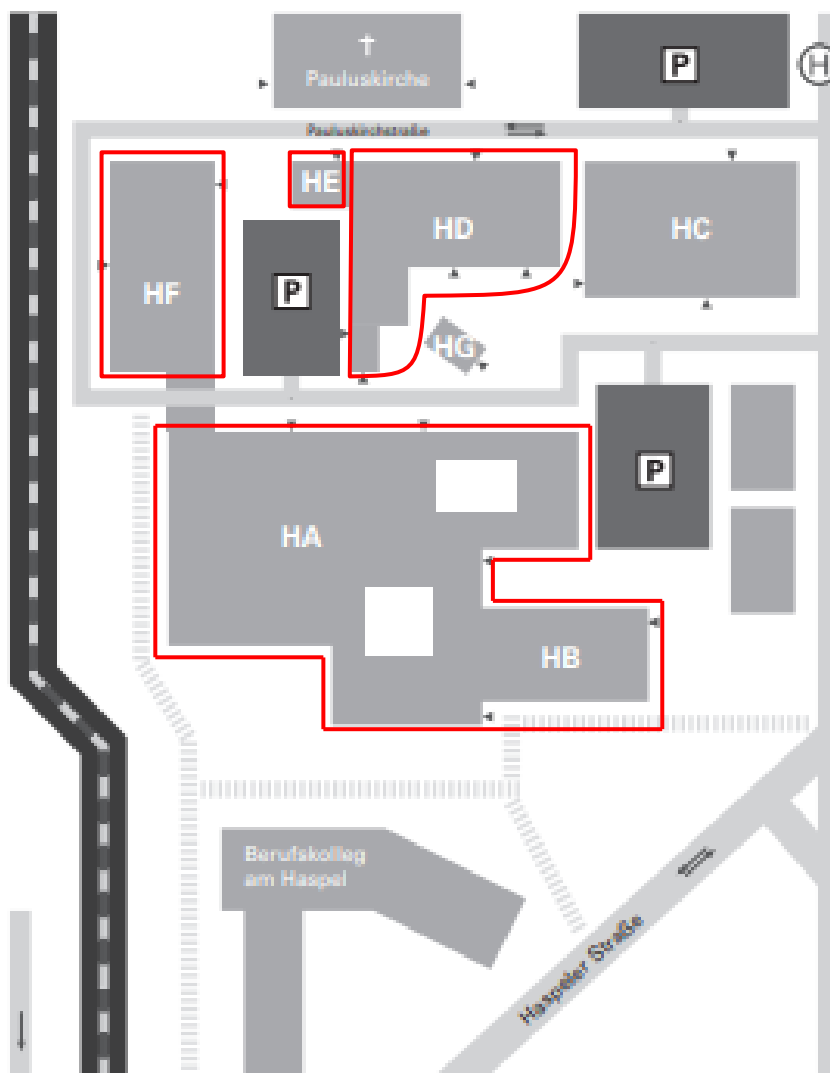 †
Pauluskirche
P
H
Pauluskirchstraße
HE
HD
HC
HF
P
HG
P
HA
HB
Berufskolleg
am Haspel
Haspeler Straße